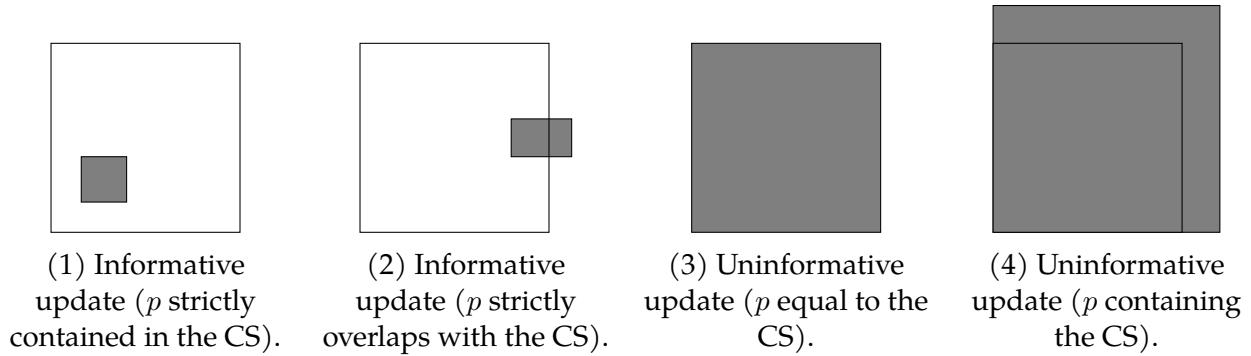 (1) Informative
update (p strictly
contained in the CS).
(2) Informative
update (p strictly
overlaps with the CS).
(3) Uninformative
update (p equal to the
CS).
(4) Uninformative
update (p containing
the CS).